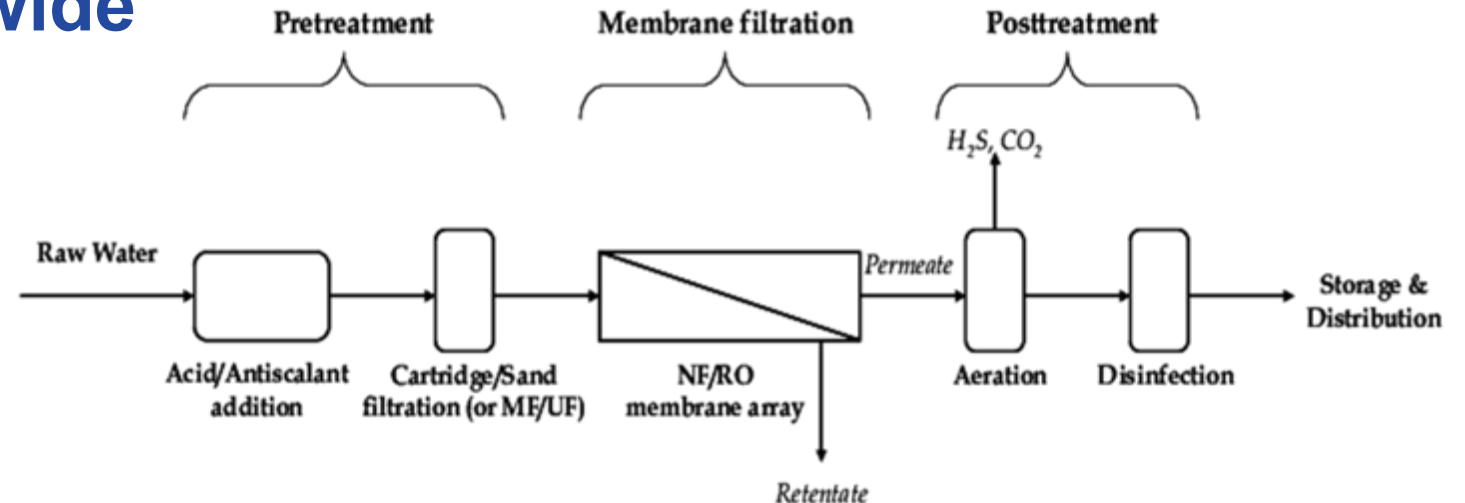 wide
Pretreatment
Membrane filtration
Posttreatment
H₂S, CO₂
Raw Water
Permeate
Storage &
Distribution
Acid/Antiscalant
addition
Cartridge/Sand
filtration (or MF/UF)
NF/RO
membrane array
Aeration
Disinfection
Retentate